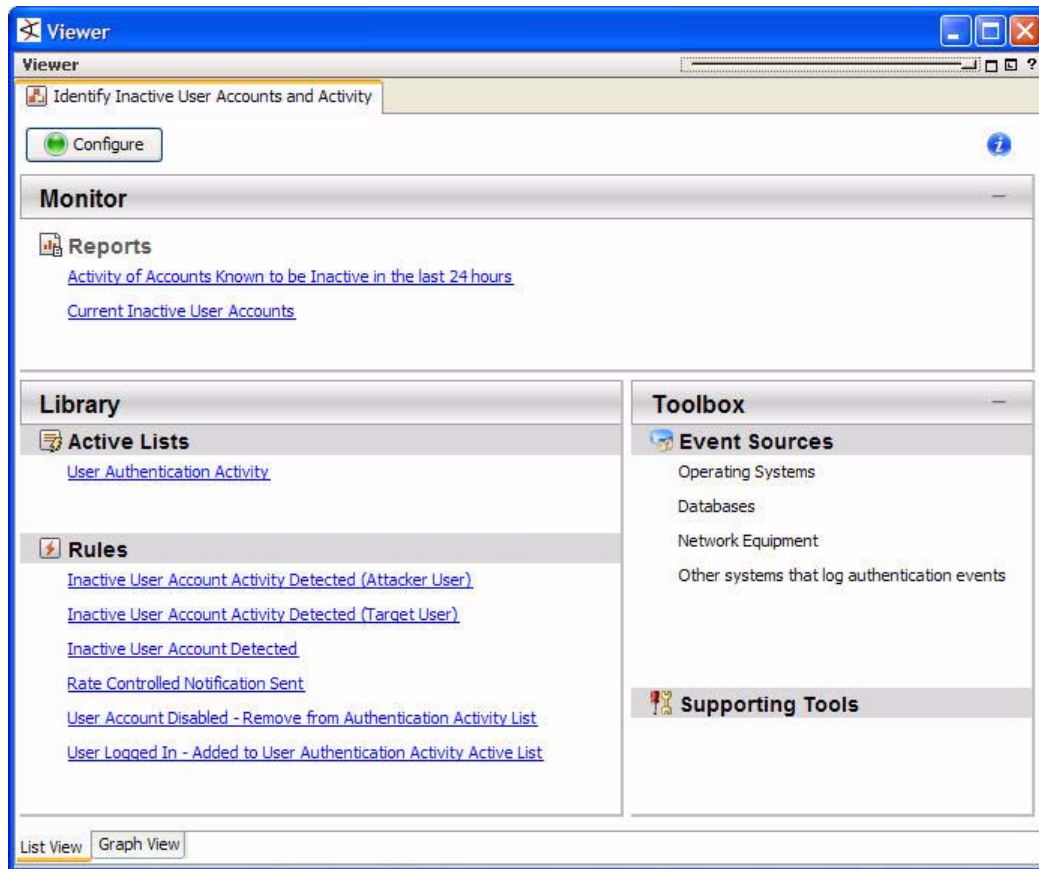 Viewer
Viewer
?
Identify Inactive User Accounts and Activity
Configure
i
Monitor
Reports
Activity of Accounts Known to be Inactive in the last 24 hours
Current Inactive User Accounts
Library
Active Lists
User Authentication Activity
Rules
Inactive User Account Activity Detected (Attacker User)
Inactive User Account Activity Detected (Target User)
Inactive User Account Detected
Rate Controlled Notification Sent
User Account Disabled - Remove from Authentication Activity List
User Logged In - Added to User Authentication Activity Active List
Toolbox
Event Sources
Operating Systems
Databases
Network Equipment
Other systems that log authentication events
Supporting Tools
List View
Graph View